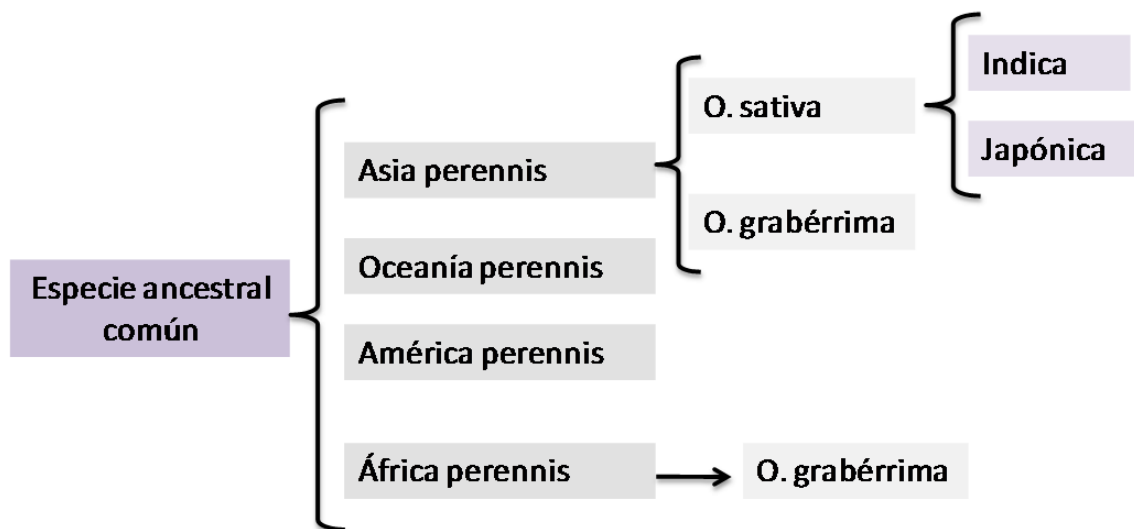 Especie ancestral
común
Asia perennis
Oceanía perennis
América perennis
África perennis
O. sativa
O. grabérrima
O. grabérrima
Indica
Japónica